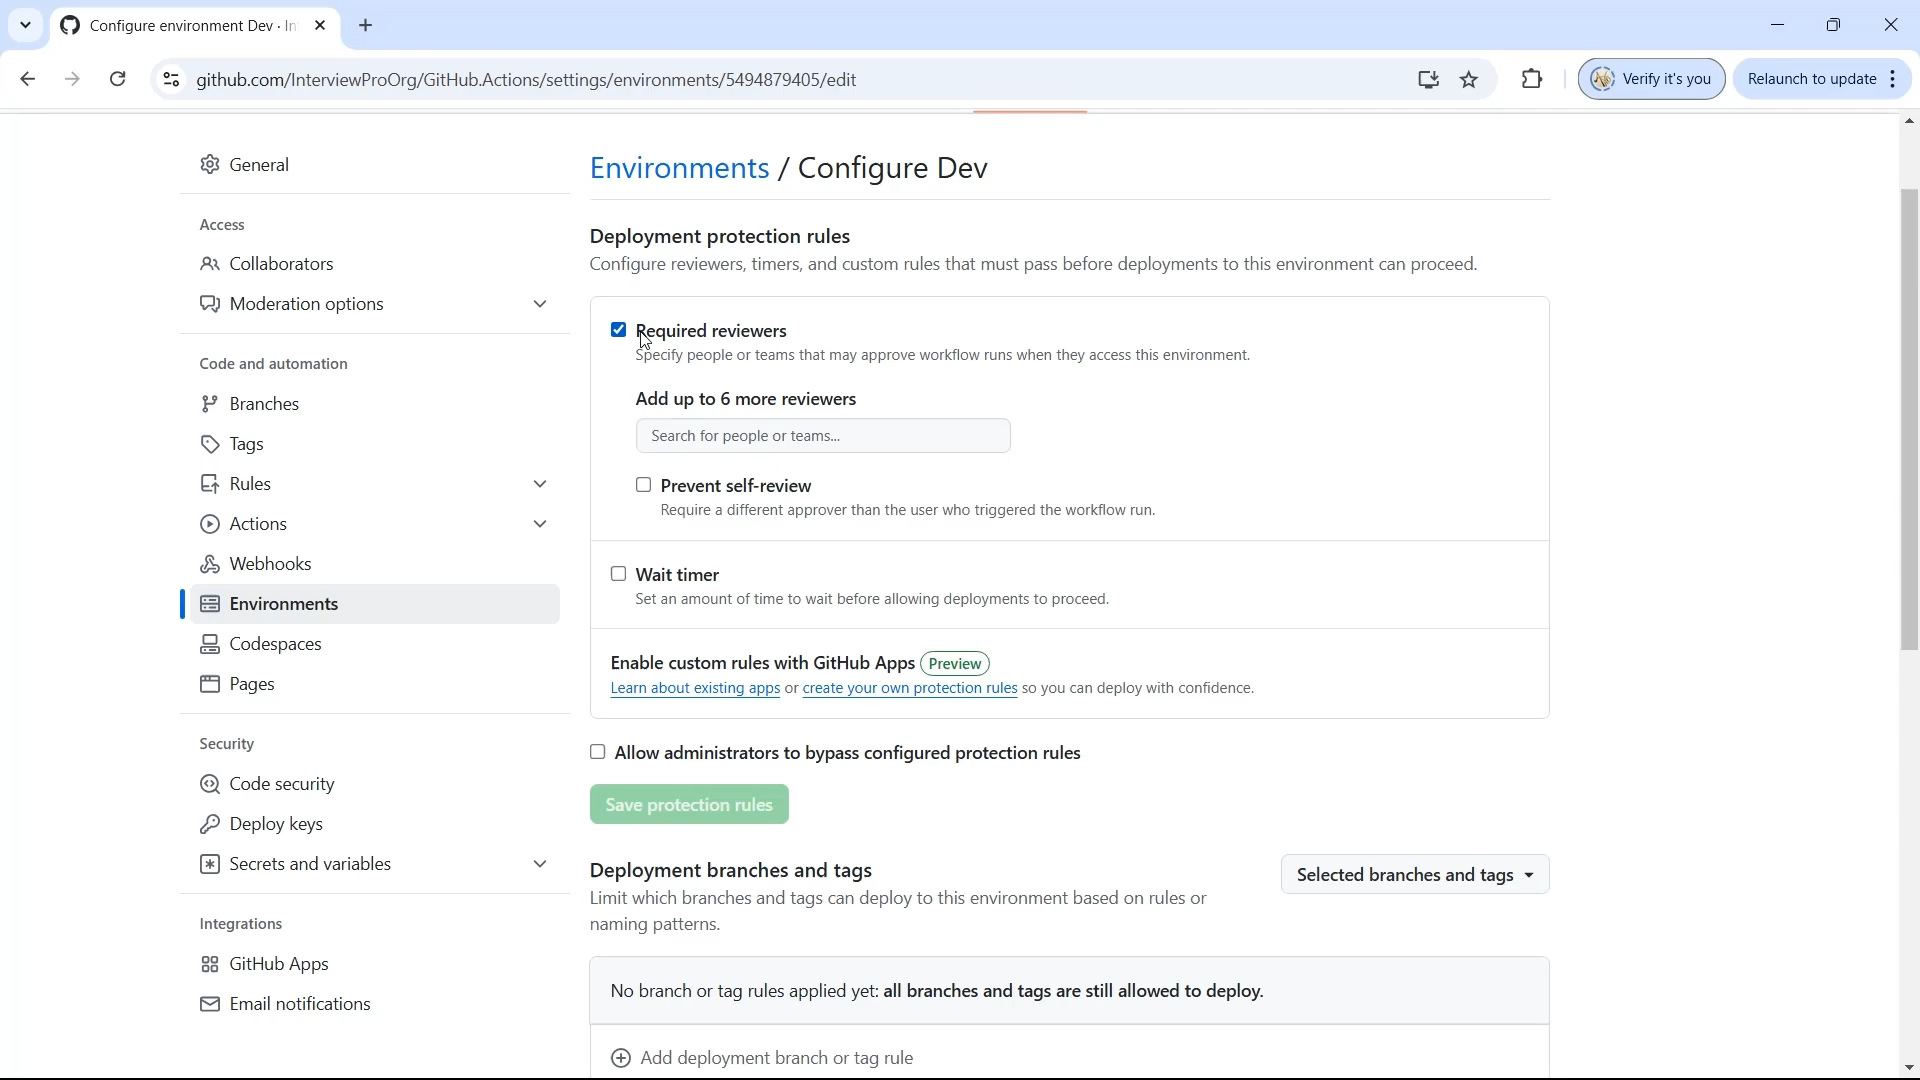 Configure environment Dev · In
github.com/InterviewProOrg/GitHub.Actions/settings/environments/5494879405/edit
Verify it's you
Relaunch to update
General
Access
Collaborators
Moderation options
Code and automation
Branches
Tags
Rules
Actions
Webhooks
Environments
Codespaces
Pages
Security
Code security
Deploy keys
Secrets and variables
Integrations
GitHub Apps
Email notifications
Environments / Configure Dev
Deployment protection rules
Configure reviewers, timers, and custom rules that must pass before deployments to this environment can proceed.
Required reviewers
Specify people or teams that may approve workflow runs when they access this environment.
Add up to 6 more reviewers
Search for people or teams...
Prevent self-review
Require a different approver than the user who triggered the workflow run.
Wait timer
Set an amount of time to wait before allowing deployments to proceed.
Enable custom rules with GitHub Apps Preview
Learn about existing apps or create your own protection rules so you can deploy with confidence.
Allow administrators to bypass configured protection rules
Save protection rules
Deployment branches and tags
Selected branches and tags
Limit which branches and tags can deploy to this environment based on rules or
naming patterns.
No branch or tag rules applied yet: all branches and tags are still allowed to deploy.
Add deployment branch or tag rule